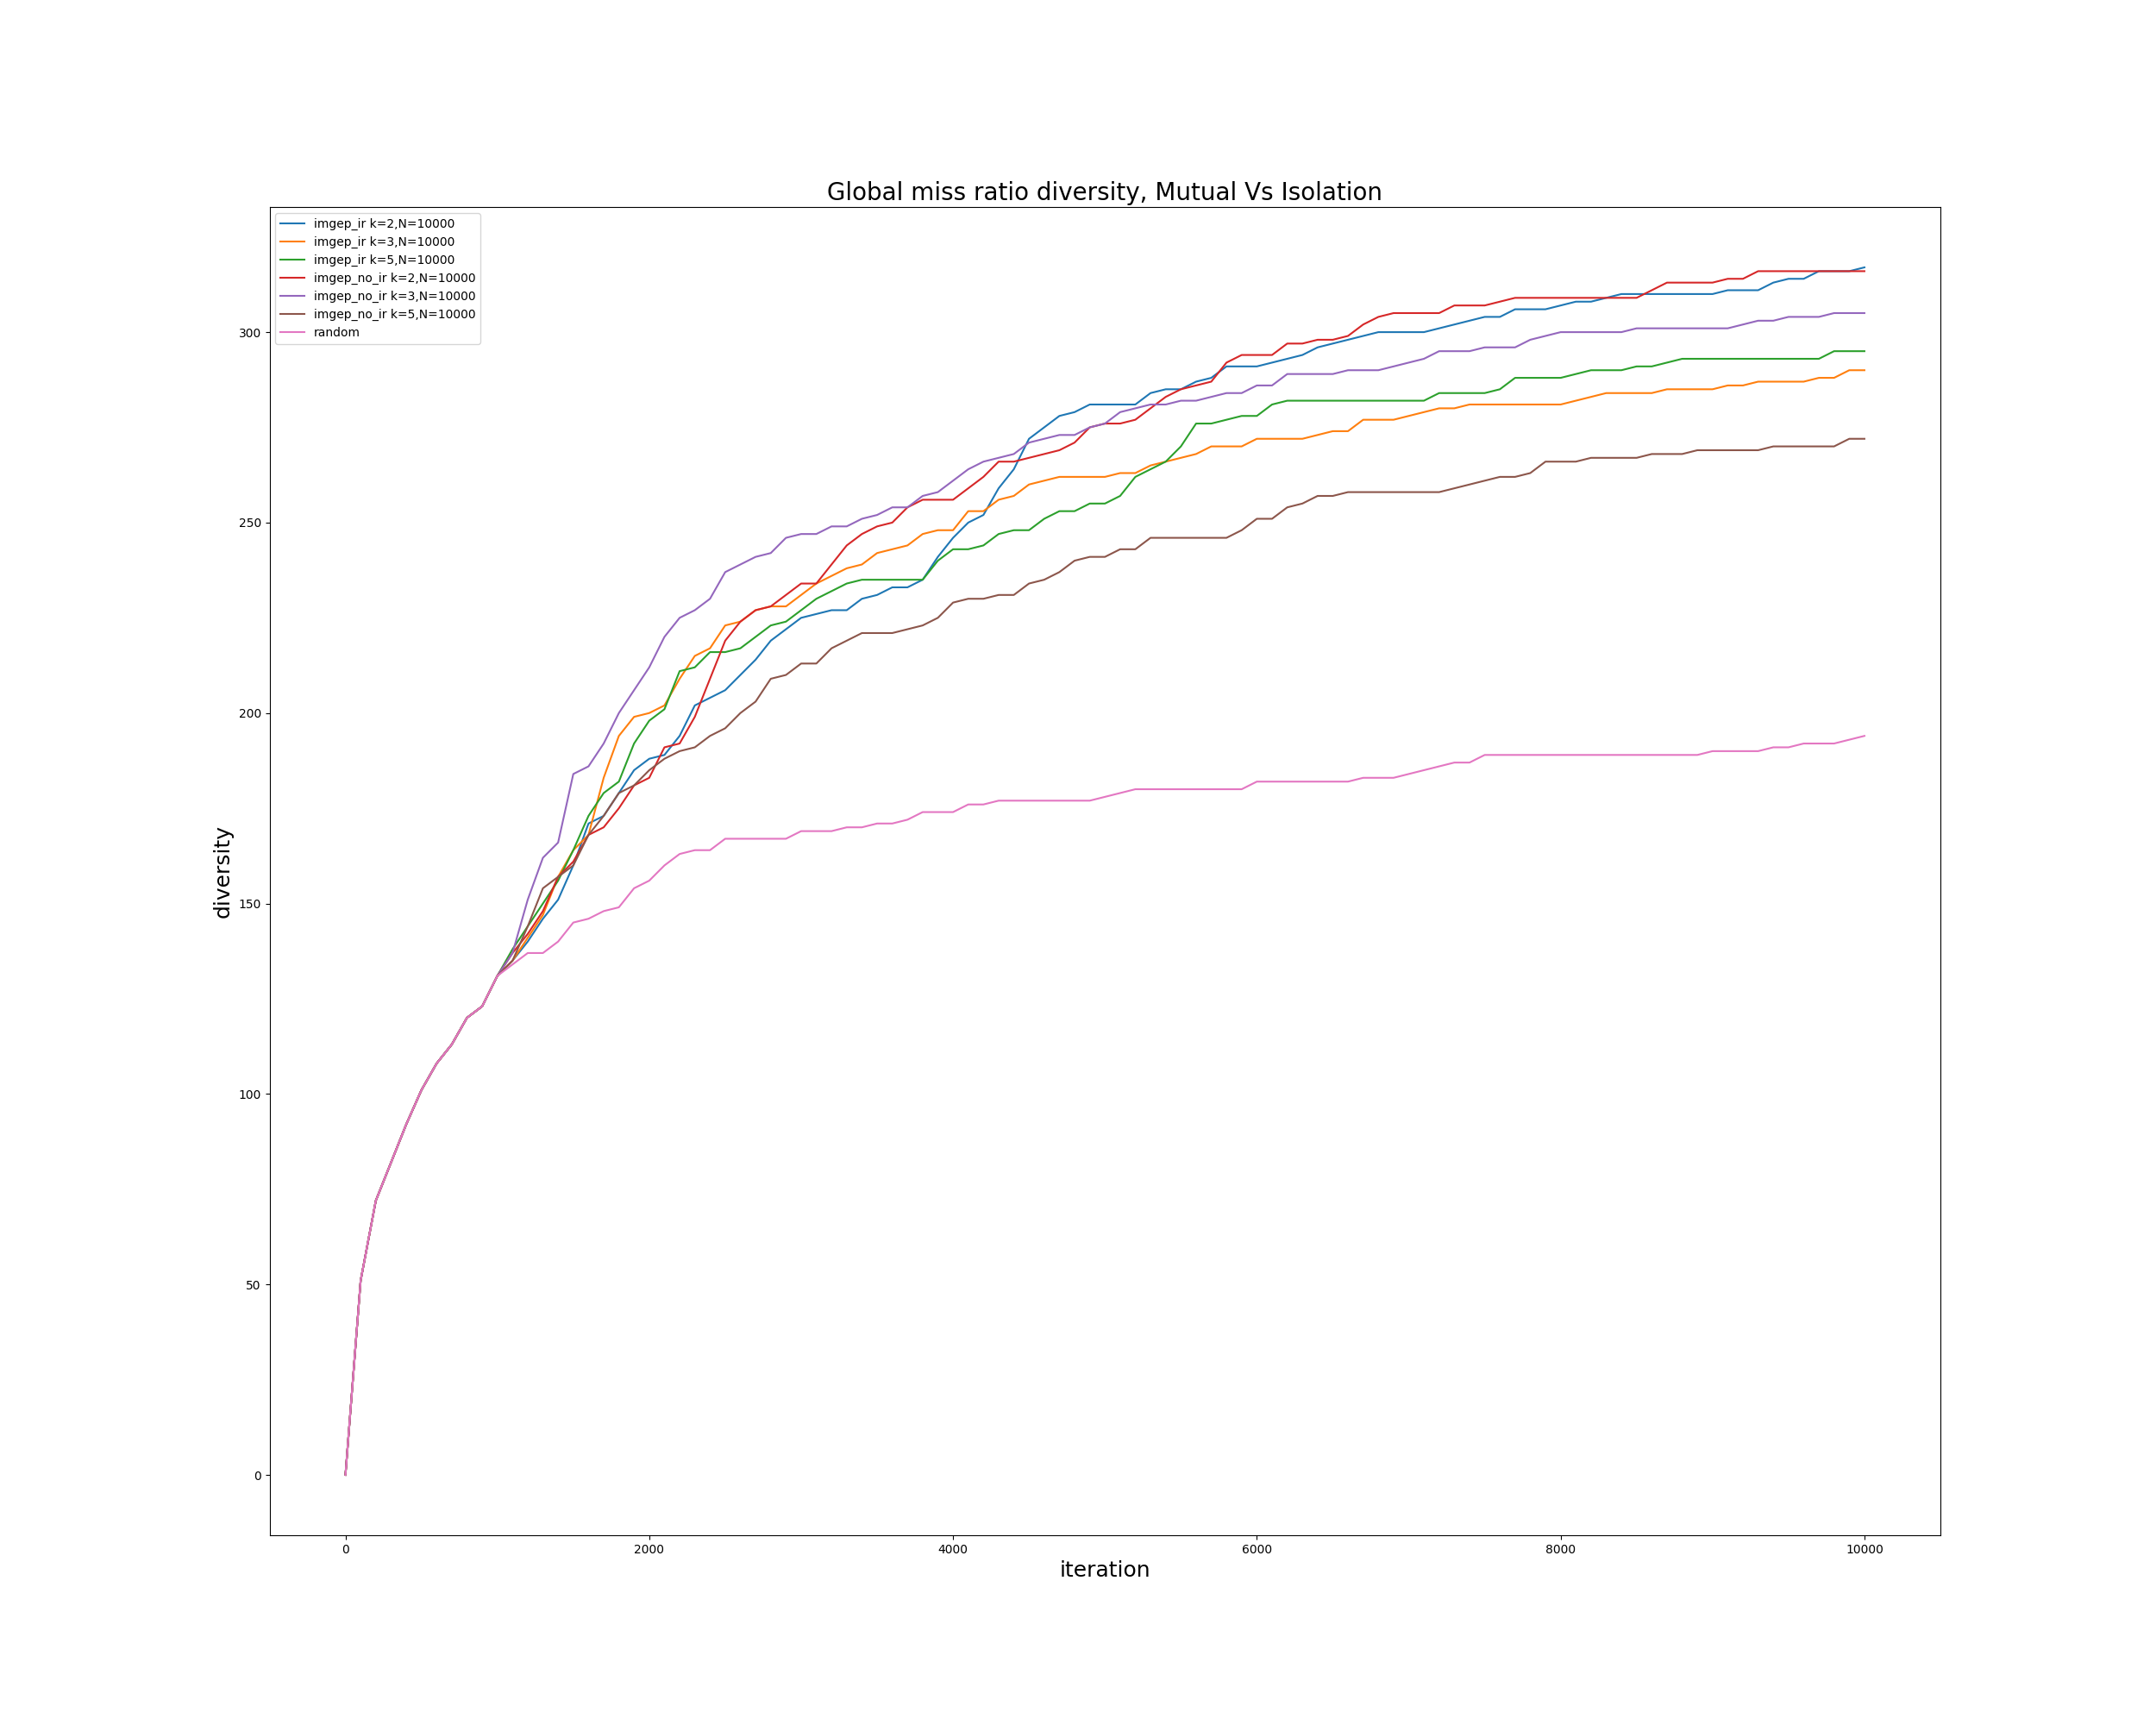 Global miss ratio diversity, Mutual Vs Isolation
imgep_ir k=2,N=10000
imgep_ir k=3,N=10000
imgep_ir k=5,N=10000
imgep_no_ir k=2,N=10000
imgep_no_ir k=3,N=10000
imgep_no_ir k=5,N=10000
random
300
250
200
150
100
50
0
diversity
0 2000 4000 6000 8000 10000
iteration